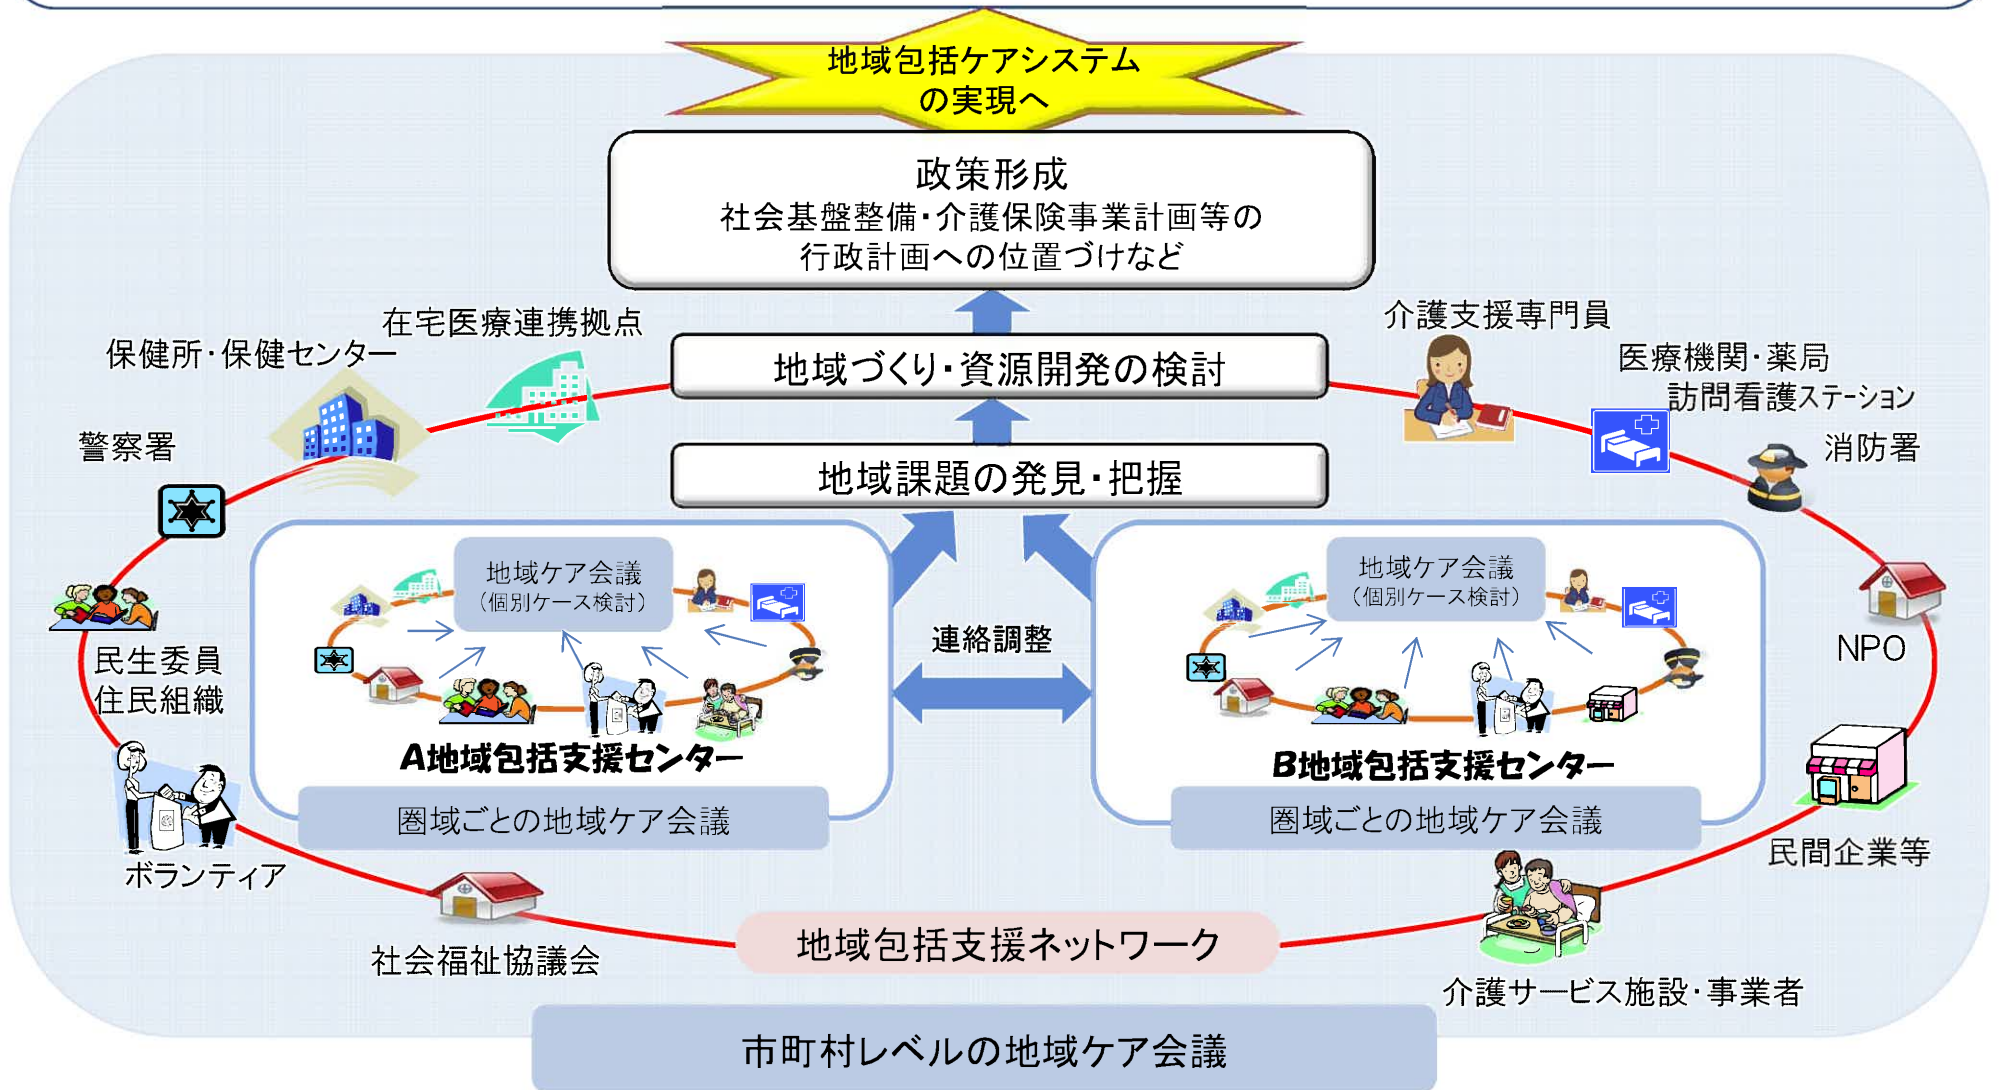 地域包括ケアシステム
の実現へ
政策形成
社会基盤整備・介護保険事業計画等の
行政計画への位置づけなど
在宅医療連携拠点
保健所・保健センター
警察署
地域づくり・資源開発の検討
地域課題の発見・把握
介護支援専門員
医療機関・薬局
訪問看護ステーション
消防署
地域ケア会議
（個別ケース検討）
A地域包括支援センター
圏域ごとの地域ケア会議
連絡調整
地域ケア会議
（個別ケース検討）
B地域包括支援センター
圏域ごとの地域ケア会議
民生委員
住民組織
NPO
ボランティア
民間企業等
社会福祉協議会
地域包括支援ネットワーク
介護サービス施設・事業者
市町村レベルの地域ケア会議